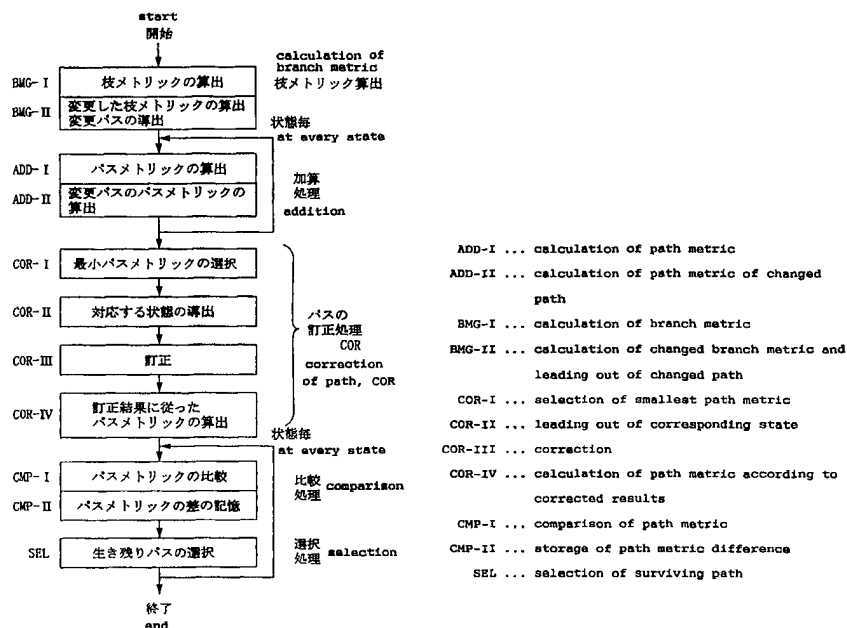 start
開始
calculation of
branch metric
BMG-I 枝メトリックの算出 枝メトリック算出
BMG-II 変更した枝メトリックの算出
変更パスの導出
状態毎
at every state
ADD-I パスメトリックの算出
ADD-II 変更パスのパスメトリックの
算出
加算
処理
addition
COR-I 最小パスメトリックの選択
COR-II 対応する状態の導出
COR-III 訂正
COR-IV 訂正結果に従った
パスメトリックの算出
パスの
訂正処理
COR
correction
of path, COR
状態毎
at every state
CMP-I パスメトリックの比較
CMP-II パスメトリックの差の記憶
比較
処理 comparison
SEL 生き残りパスの選択
選択
処理 selection
終了
end
ADD-I ... calculation of path metric
ADD-II ... calculation of path metric of changed
path
BMG-I ... calculation of branch metric
BMG-II ... calculation of changed branch metric and
leading out of changed path
COR-I ... selection of smallest path metric
COR-II ... leading out of corresponding state
COR-III ... correction
COR-IV ... calculation of path metric according to
corrected results
CMP-I ... comparison of path metric
CMP-II ... storage of path metric difference
SEL ... selection of surviving path